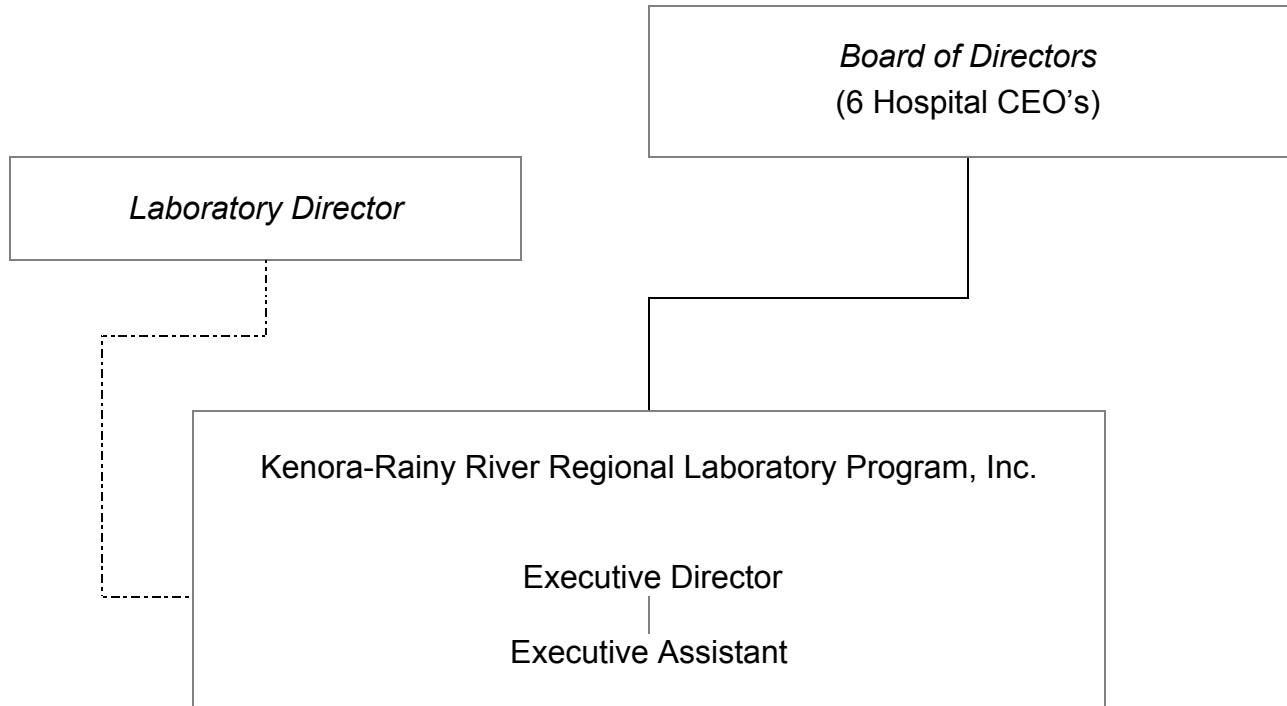 Board of Directors
(6 Hospital CEO’s)
Laboratory Director
Kenora-Rainy River Regional Laboratory Program, Inc.
Executive Director
Executive Assistant